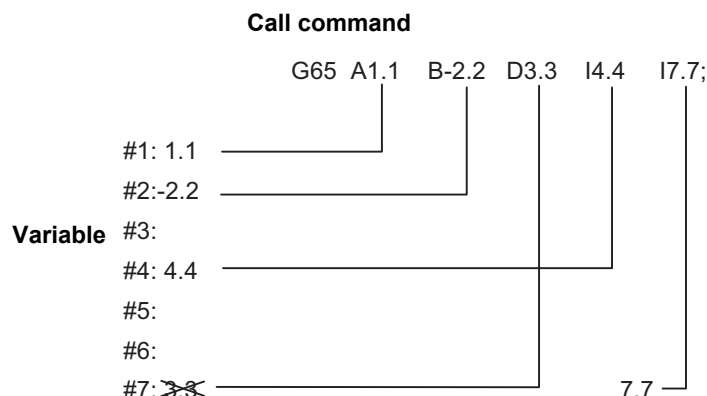 Call command
G65 A1.1 B-2.2 D3.3 I4.4 I7.7;
#1: 1.1
#2:-2.2
Variable #3:
#4: 4.4
#5:
#6:
#7: 3.3 7.7